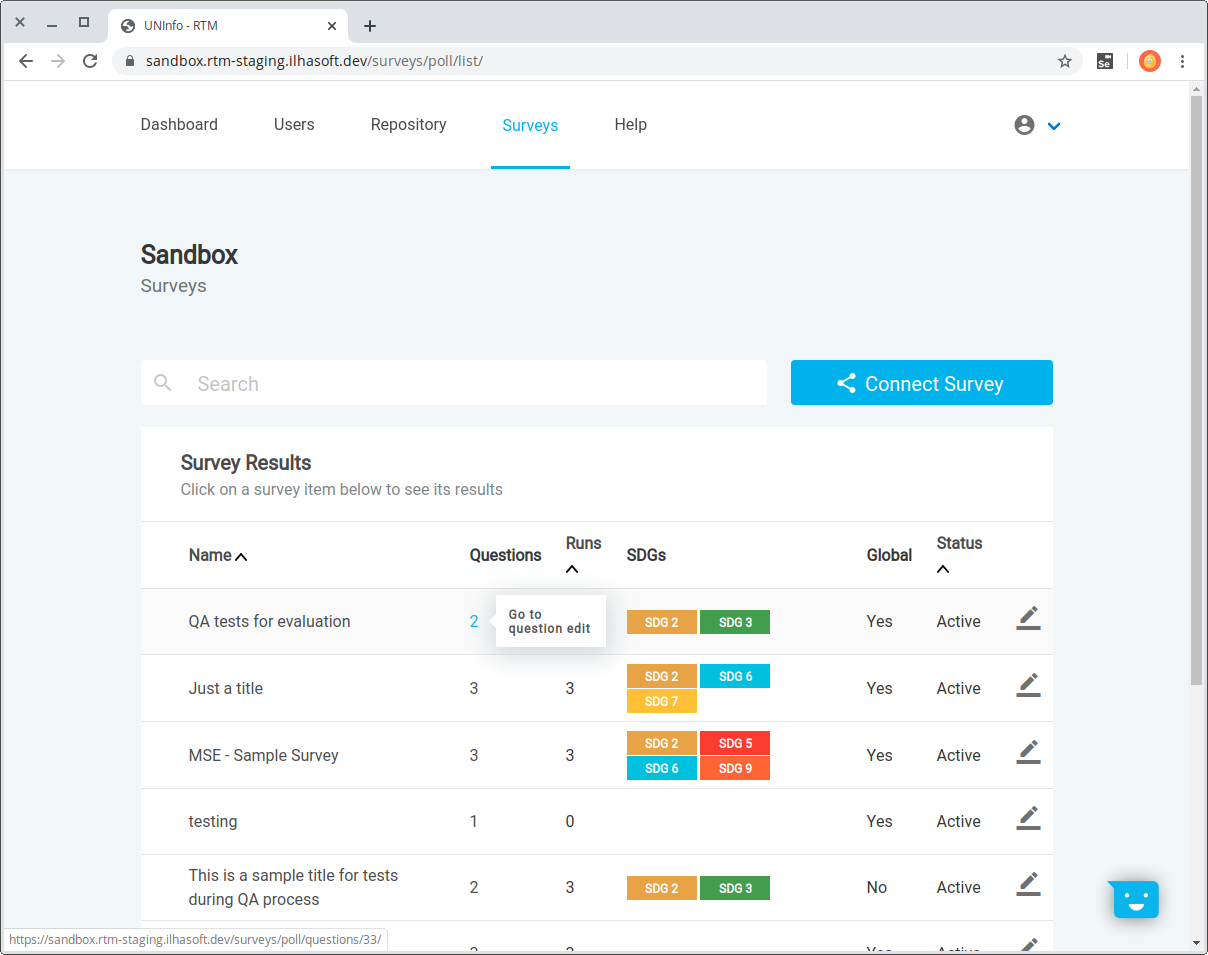 UNInfo - RTM
sandbox.rtm-staging.ilhasoft.dev/surveys/poll/list/
Se
Dashboard Users Repository Surveys Help
Sandbox
Surveys
Search
Connect Survey
Survey Results
Click on a survey item below to see its results
Name Questions Runs SDGs Global Status
QA tests for evaluation 2 Go to question edit SDG 2 SDG 3 Yes Active
Just a title 3 3 SDG 2 SDG 6 Yes Active
SDG 7
MSE - Sample Survey 3 3 SDG 2 SDG 5 Yes Active
SDG 6 SDG 9
testing 1 0 Yes Active
This is a sample title for tests
during QA process 2 3 SDG 2 SDG 3 No Active
https://sandbox.rtm-staging.ilhasoft.dev/surveys/poll/questions/33/